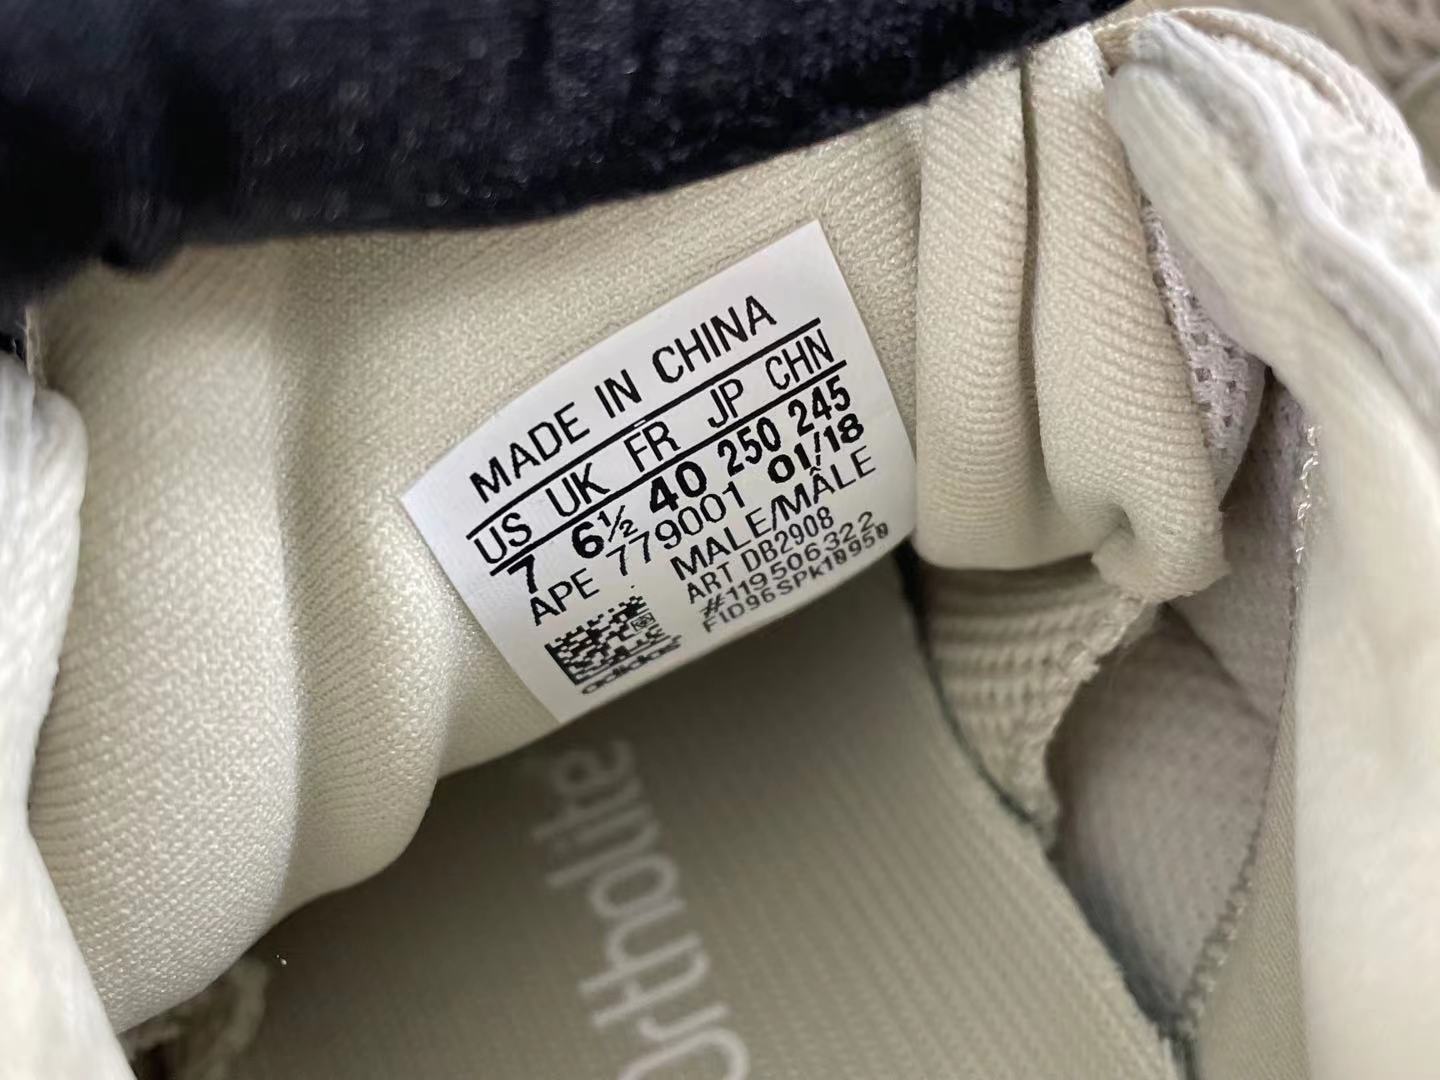 MADE IN CHINA
US UK FR JP CHN
7 6½ 40 250 245
APE 779001 01/18
MALE/MÂLE
ART DB2908
#119506322
F1D96SPK10950
adidas
ortholite